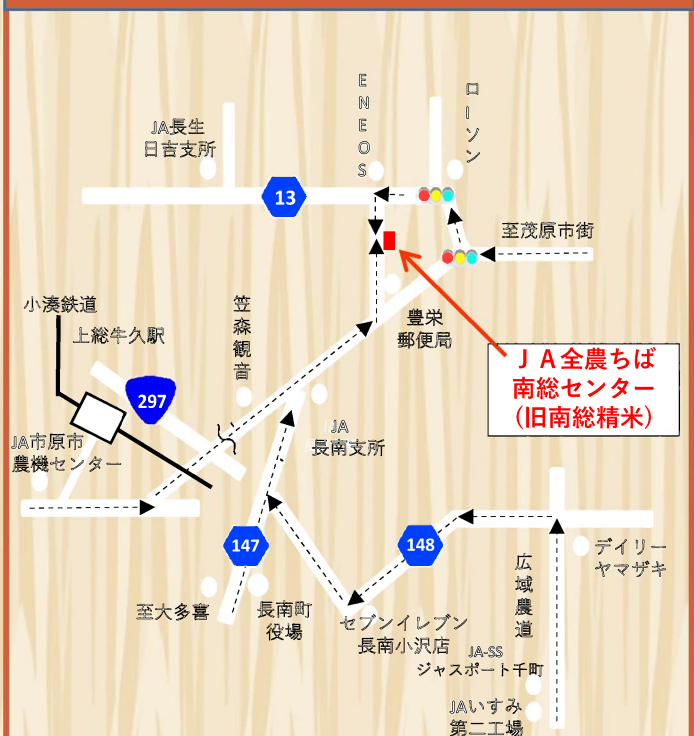 ENEOS
ローソン
JA長生
日吉支所
13
至茂原市街
小湊鉄道
上総牛久駅
笠森観音
豊栄
郵便局
ＪＡ全農ちば
南総センター
（旧南総精米）
297
JA
長南支所
JA市原市
農機センター
147
148
広域農道
デイリー
ヤマザキ
至大多喜
長南町
役場
セブンイレブン
長南小沢店
JA-SS
ジャスポート千町
JAいすみ
第二工場